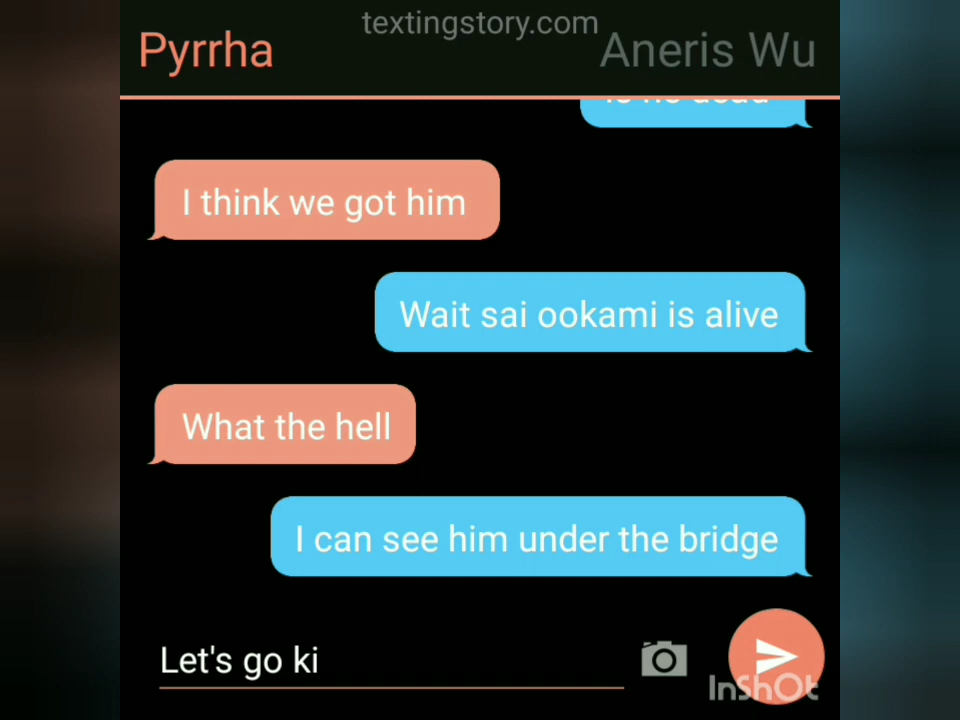 textingstory.com
Pyrrha
Aneris Wu
I think we got him
Wait sai ookami is alive
What the hell
I can see him under the bridge
Let's go ki
InShOt